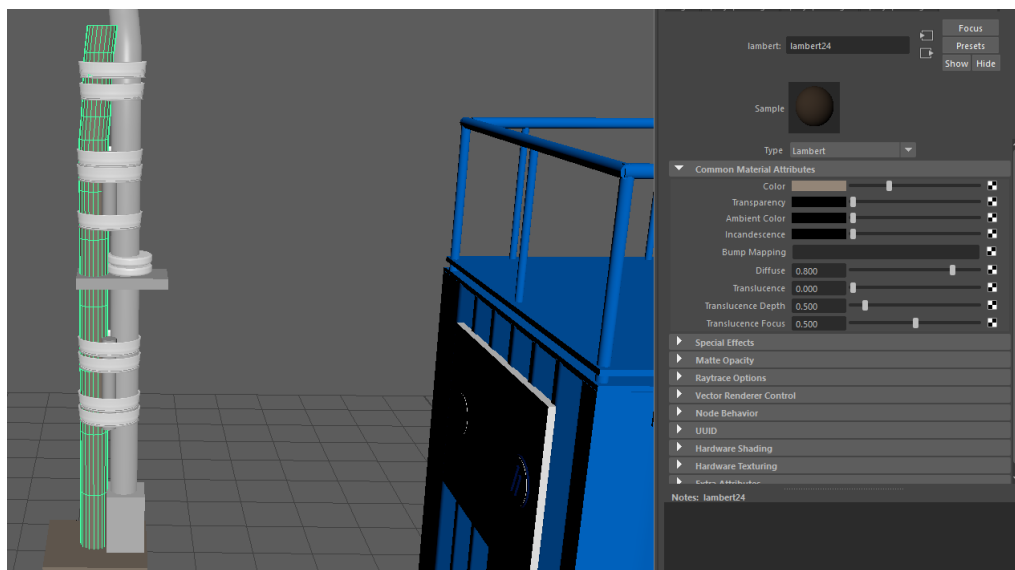 Focus
lambert: lambert24
Presets
Show Hide
Sample
Type Lambert
Common Material Attributes
Color
Transparency
Ambient Color
Incandescence
Bump Mapping
Diffuse 0.800
Translucence 0.000
Translucence Depth 0.500
Translucence Focus 0.500
Special Effects
Matte Opacity
Raytrace Options
Vector Renderer Control
Node Behavior
UUID
Hardware Shading
Hardware Texturing
Extra Attributes
Notes: lambert24